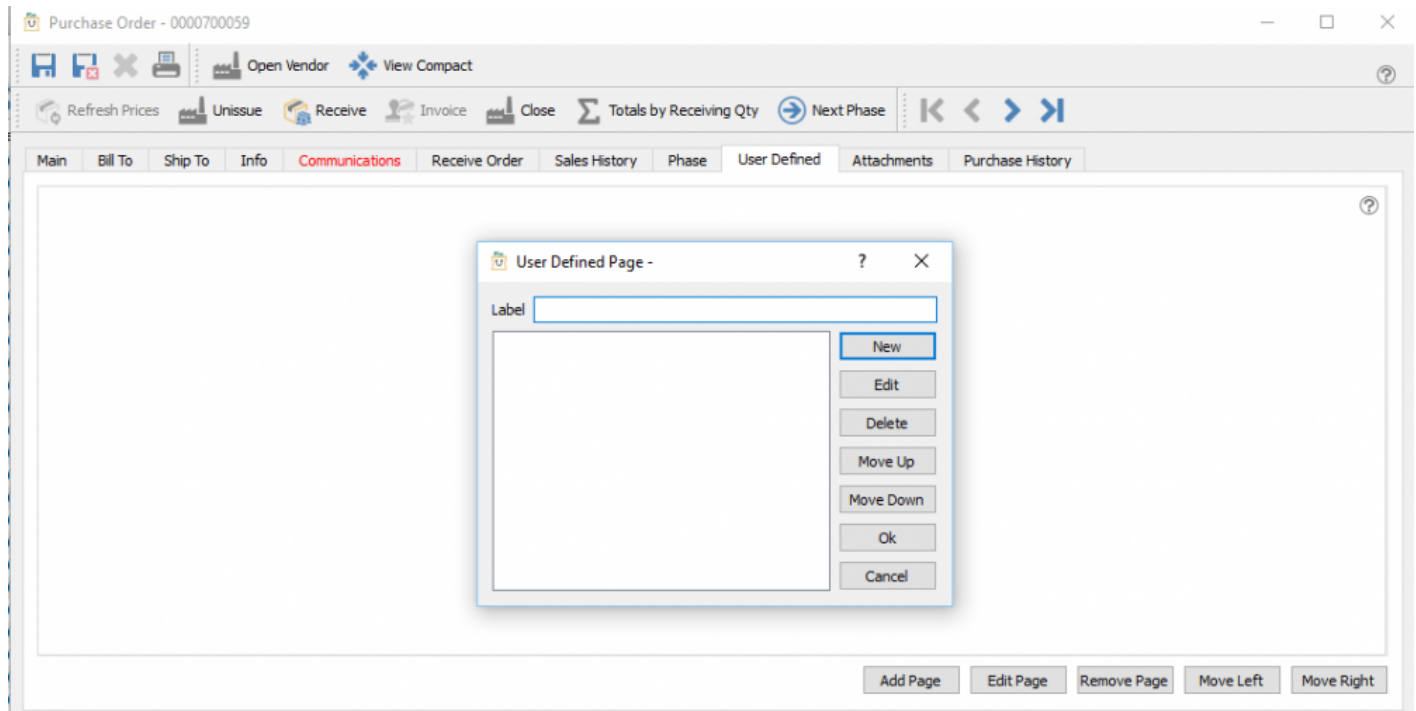 Purchase Order - 0000700059
Open Vendor View Compact
Refresh Prices Unissue Receive Invoice Close Totals by Receiving Qty Next Phase
Main Bill To Ship To Info Communications Receive Order Sales History Phase User Defined Attachments Purchase History
User Defined Page - ?
Label
New
Edit
Delete
Move Up
Move Down
Ok
Cancel
Add Page Edit Page Remove Page Move Left Move Right